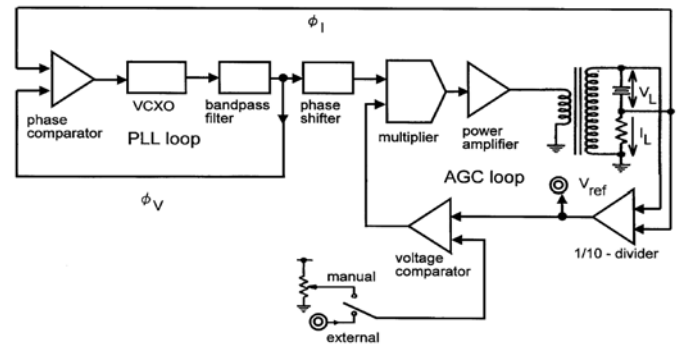 ϕI
phase
comparator
VCXO
bandpass
filter
phase
shifter
multiplier
power
amplifier
VL
IL
PLL loop
AGC loop
ϕV
Vref
voltage
comparator
1/10 - divider
manual
external